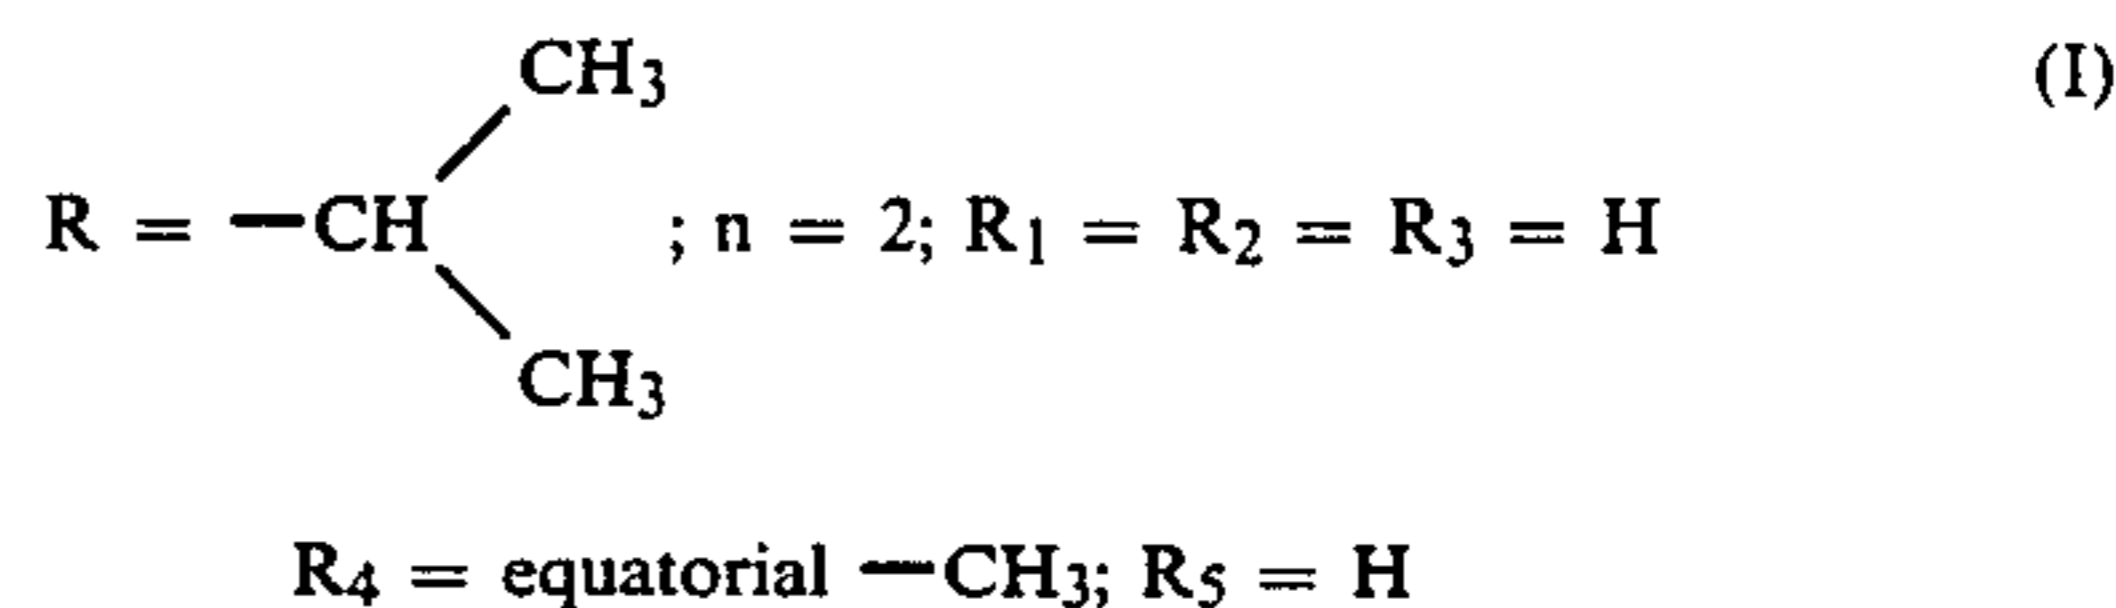 CH3 (I)
R = —CH ; n = 2; R1 = R2 = R3 = H
CH3
R4 = equatorial —CH3; R5 = H